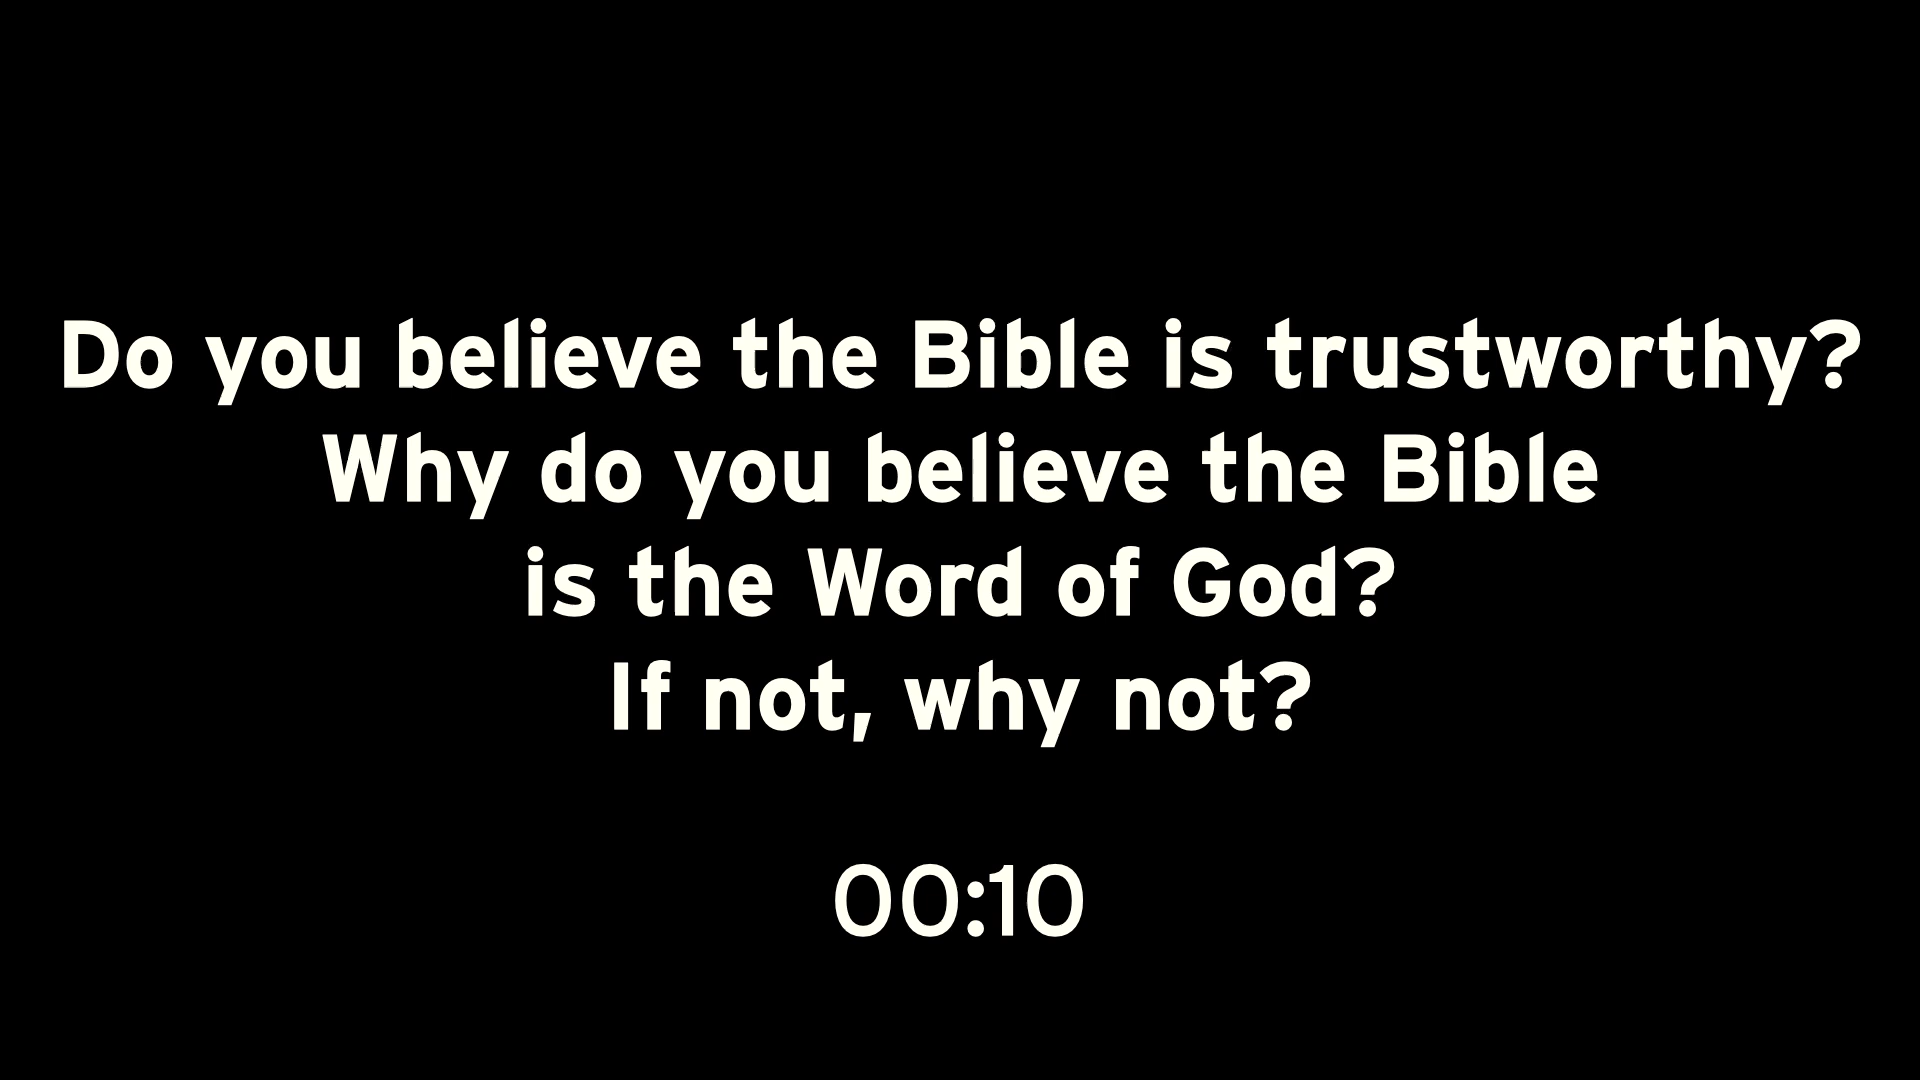 Do you believe the Bible is trustworthy?
Why do you believe the Bible
is the Word of God?
If not, why not?
00:10